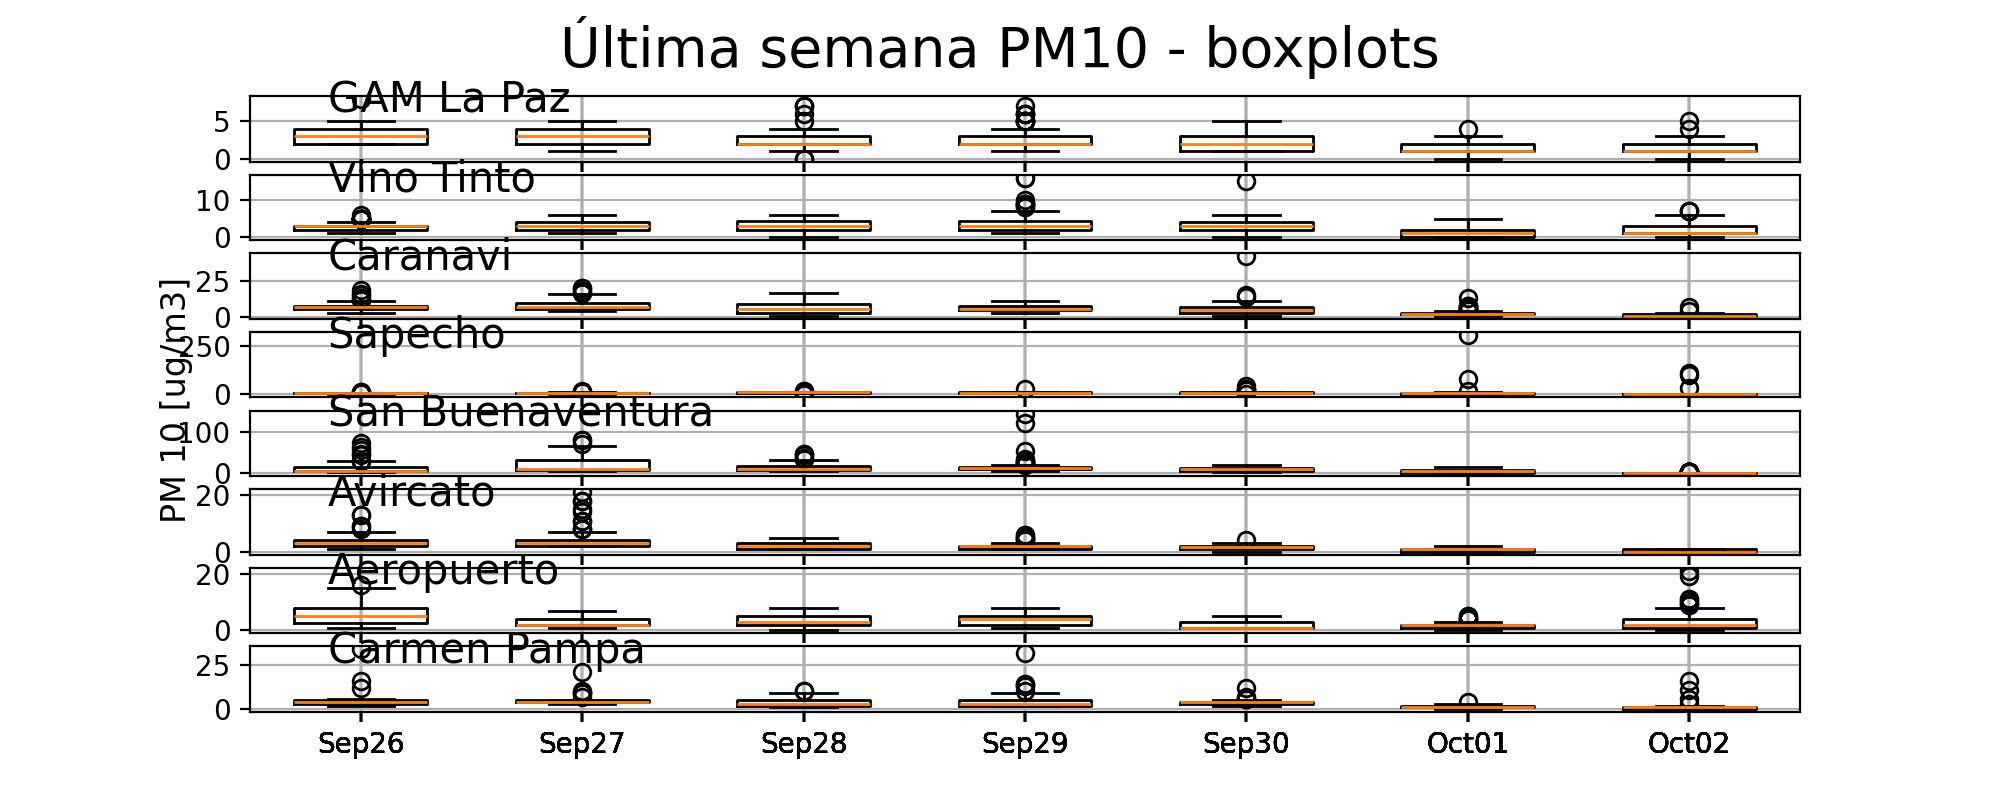 Última semana PM10 - boxplots
PM 10 [ug/m3]
GAM La Paz
5
0
Vino Tinto
10
0
Caranavi
25
0
Sapecho
250
0
San Buenaventura
100
0
Avircato
20
0
Aeropuerto
20
0
Carmen Pampa
25
0
Sep26 Sep27 Sep28 Sep29 Sep30 Oct01 Oct02